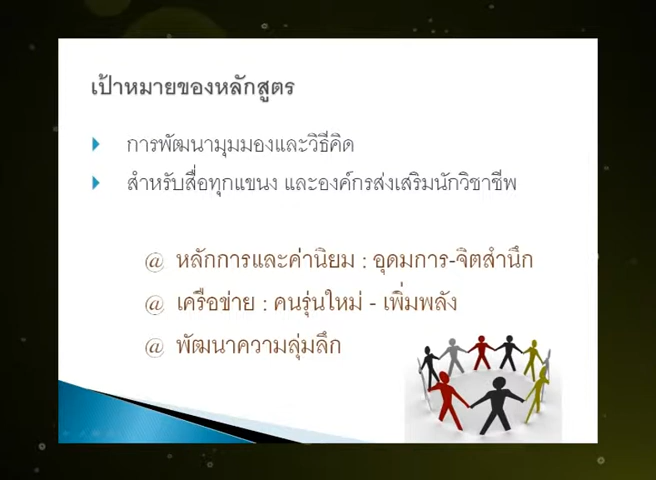 เป้าหมายของหลักสูตร
การพัฒนามุมมองและวิธีคิด
สำหรับสื่อทุกแขนง และองค์กรส่งเสริมนักวิชาชีพ
@ หลักการและค่านิยม : อุดมการ-จิตสำนึก
@ เครือข่าย : คนรุ่นใหม่ - เพิ่มพลัง
@ พัฒนาความลุ่มลึก